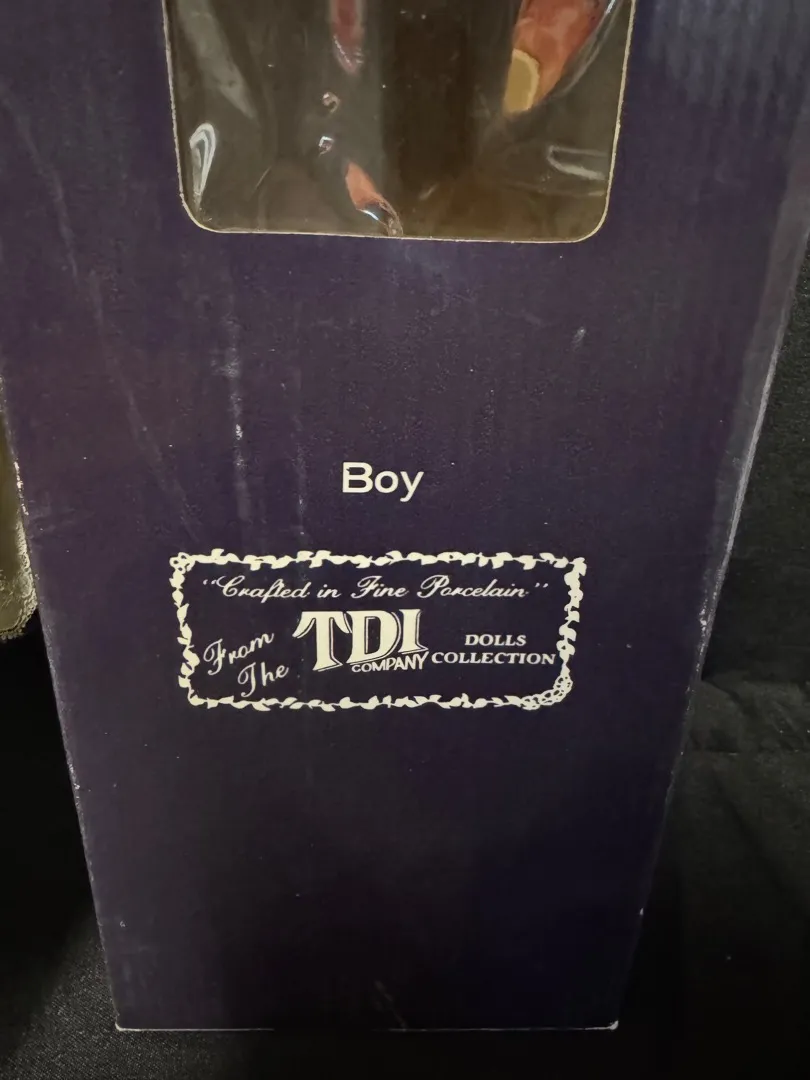 Boy
"Crafted in Fine Porcelain"
From The TDI COMPANY DOLLS COLLECTION